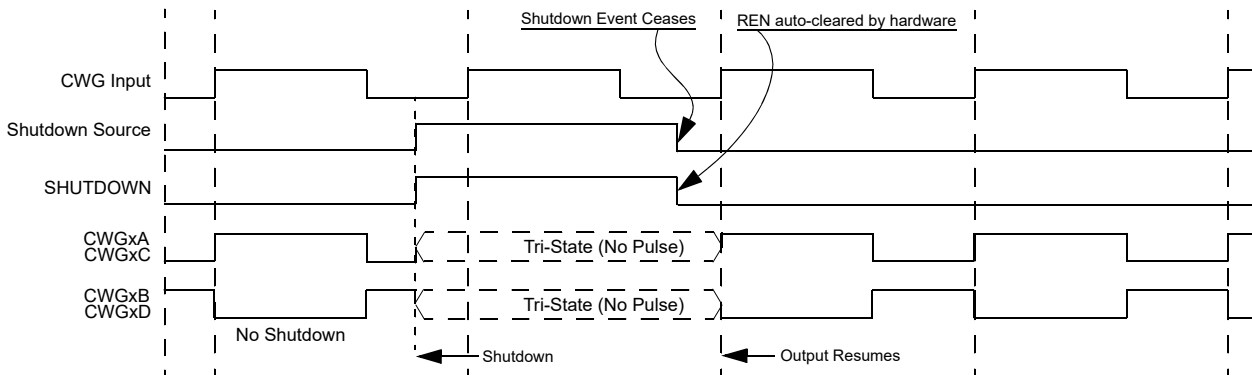 Shutdown Event Ceases
REN auto-cleared by hardware
CWG Input
Shutdown Source
SHUTDOWN
CWGxA
CWGxC
Tri-State (No Pulse)
CWGxB
CWGxD
Tri-State (No Pulse)
No Shutdown
Shutdown
Output Resumes